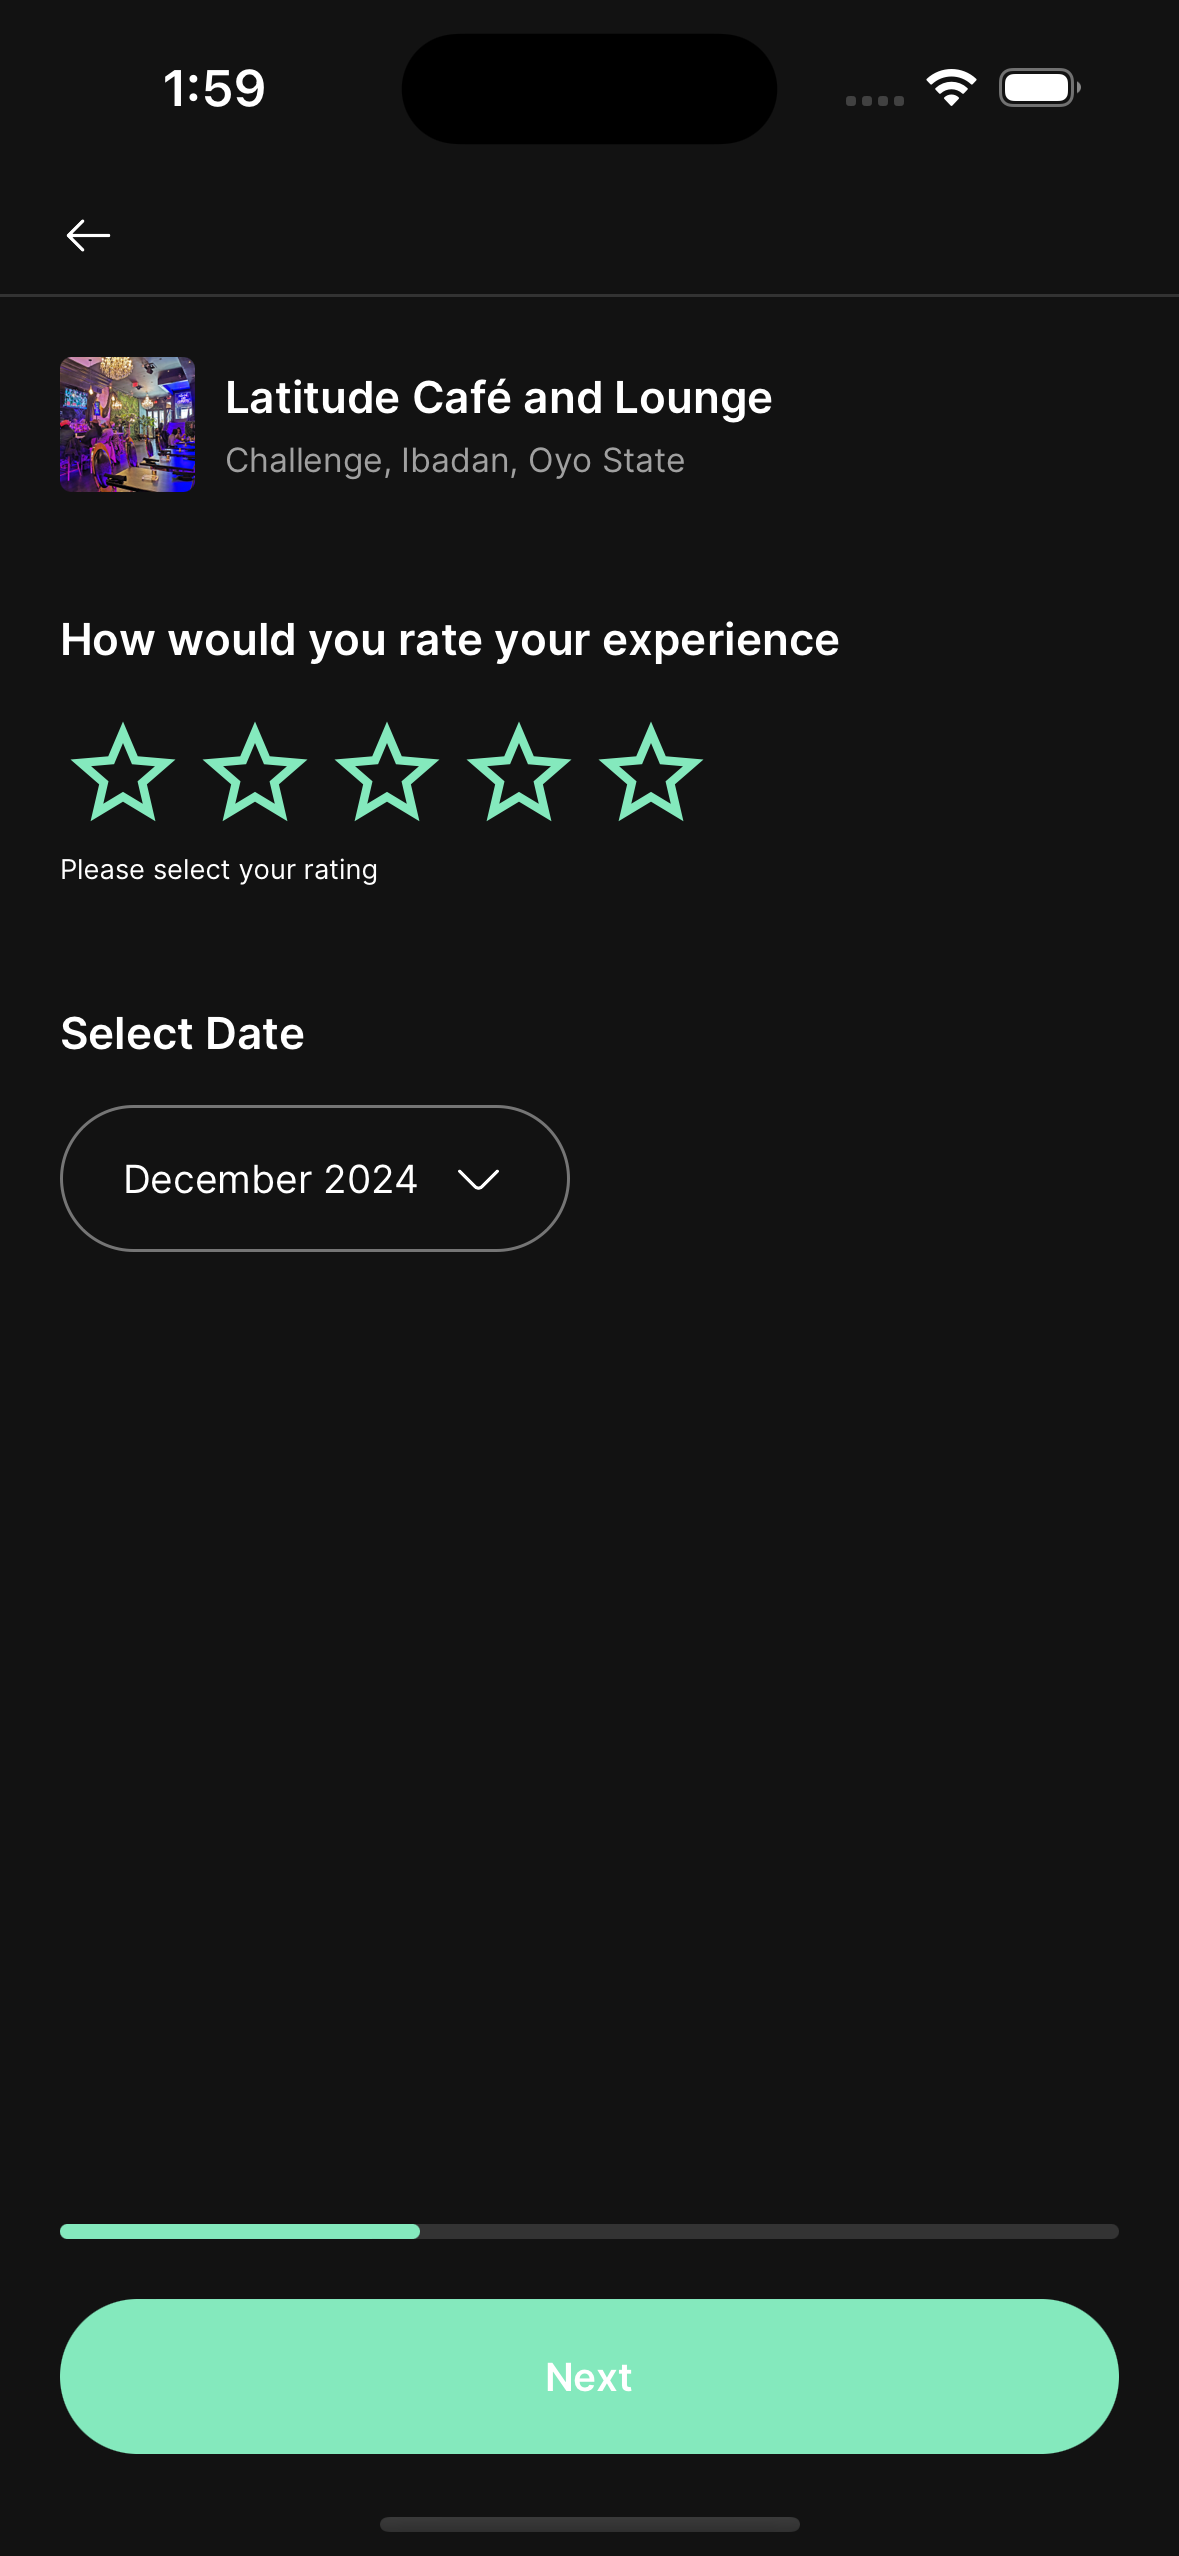 1:59
Latitude Café and Lounge
Challenge, Ibadan, Oyo State
How would you rate your experience
Please select your rating
Select Date
December 2024
Next